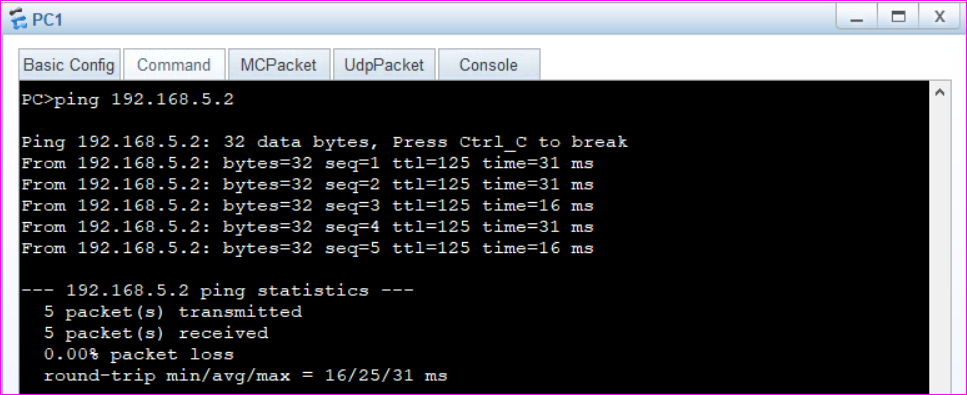 PC1
Basic Config Command MCPacket UdpPacket Console
PC>ping 192.168.5.2
Ping 192.168.5.2: 32 data bytes, Press Ctrl_C to break
From 192.168.5.2: bytes=32 seq=1 ttl=125 time=31 ms
From 192.168.5.2: bytes=32 seq=2 ttl=125 time=31 ms
From 192.168.5.2: bytes=32 seq=3 ttl=125 time=16 ms
From 192.168.5.2: bytes=32 seq=4 ttl=125 time=31 ms
From 192.168.5.2: bytes=32 seq=5 ttl=125 time=16 ms
--- 192.168.5.2 ping statistics ---
5 packet(s) transmitted
5 packet(s) received
0.00% packet loss
round-trip min/avg/max = 16/25/31 ms